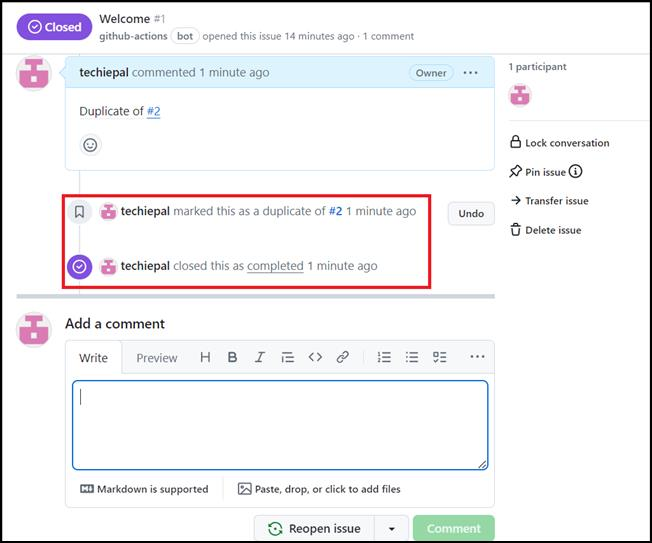 Closed
Welcome #1
github-actions bot opened this issue 14 minutes ago · 1 comment
techiepal commented 1 minute ago
Owner
Duplicate of #2
techiepal marked this as a duplicate of #2 1 minute ago
Undo
techiepal closed this as completed 1 minute ago
1 participant
Lock conversation
Pin issue
Transfer issue
Delete issue
Add a comment
Write
Preview
H B I
Markdown is supported
Paste, drop, or click to add files
Reopen issue
Comment